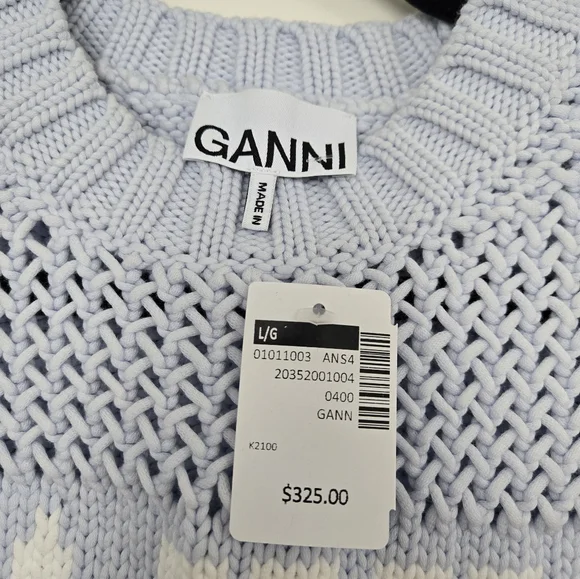 GANNI
MADE IN
L/G
01011003 ANS4
20352001004
0400
GANN
K2100
$325.00